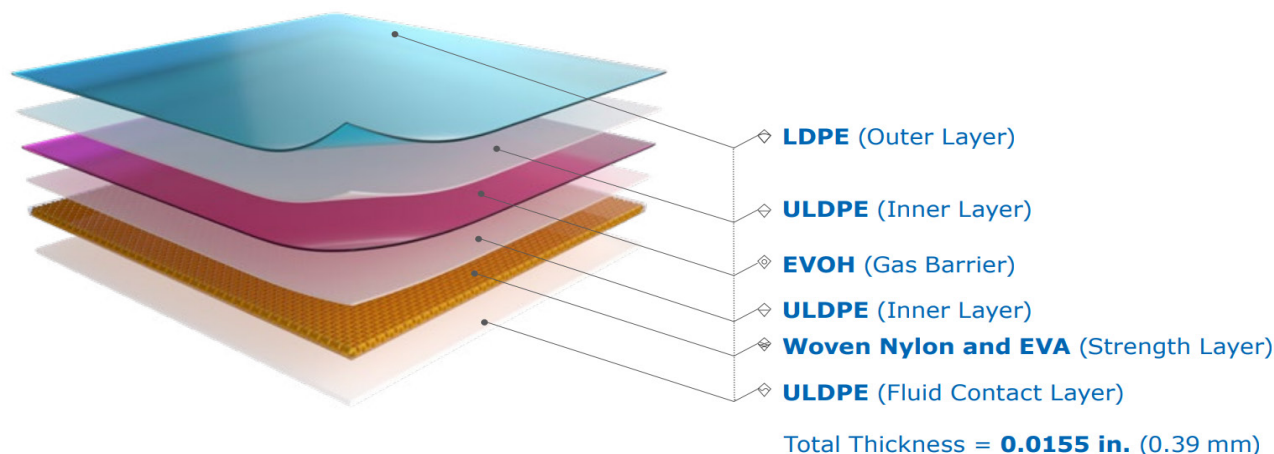 LDPE (Outer Layer)
ULDPE (Inner Layer)
EVOH (Gas Barrier)
ULDPE (Inner Layer)
Woven Nylon and EVA (Strength Layer)
ULDPE (Fluid Contact Layer)
Total Thickness = 0.0155 in. (0.39 mm)